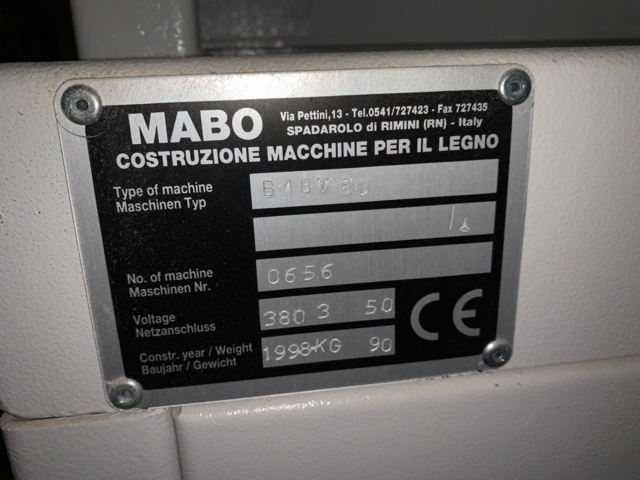 MABO
Via Pettini,13 - Tel.0541/727423 - Fax 727435
SPADAROLO di RIMINI (RN) - Italy
COSTRUZIONE MACCHINE PER IL LEGNO
Type of machine
Maschinen Typ
No. of machine
Maschinen Nr.
0656
Voltage
Netzanschluss
380 3 50
Constr. year / Weight
Baujahr / Gewicht
1998-KG 90
CE